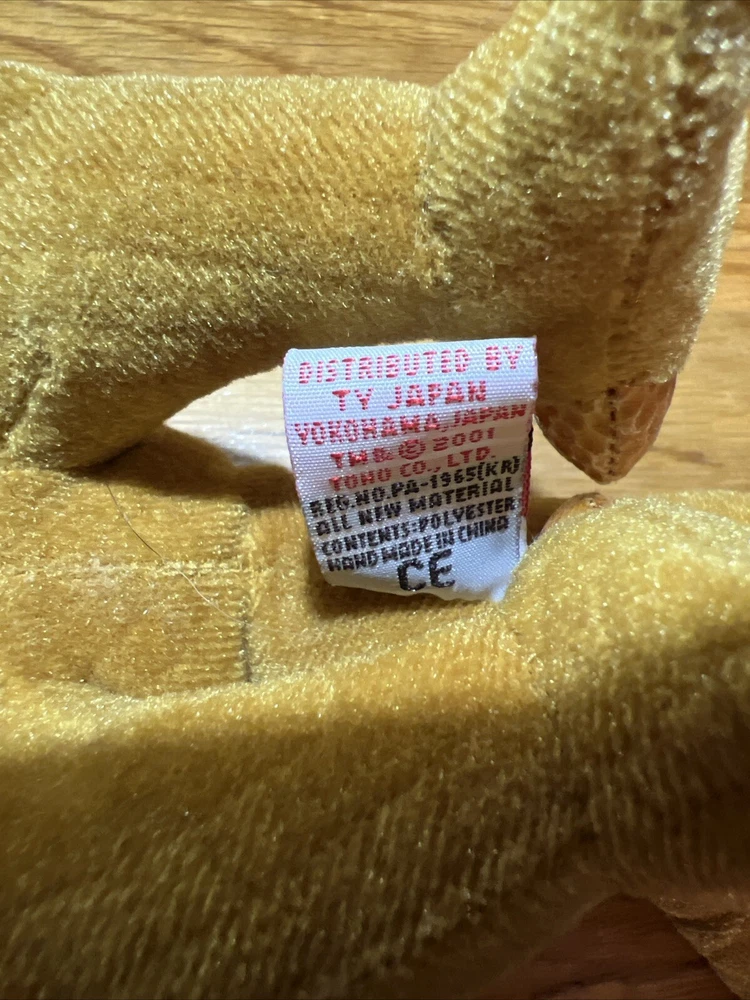 DISTRIBUTED BY
TY JAPAN
YOKOHAMA,JAPAN
TM&© 2001
YOHO CO., LTD.
REG.NO.PA-1965(KR)
ALL NEW MATERIAL
CONTENTS:POLYESTER
HAND MADE IN CHINA
CE